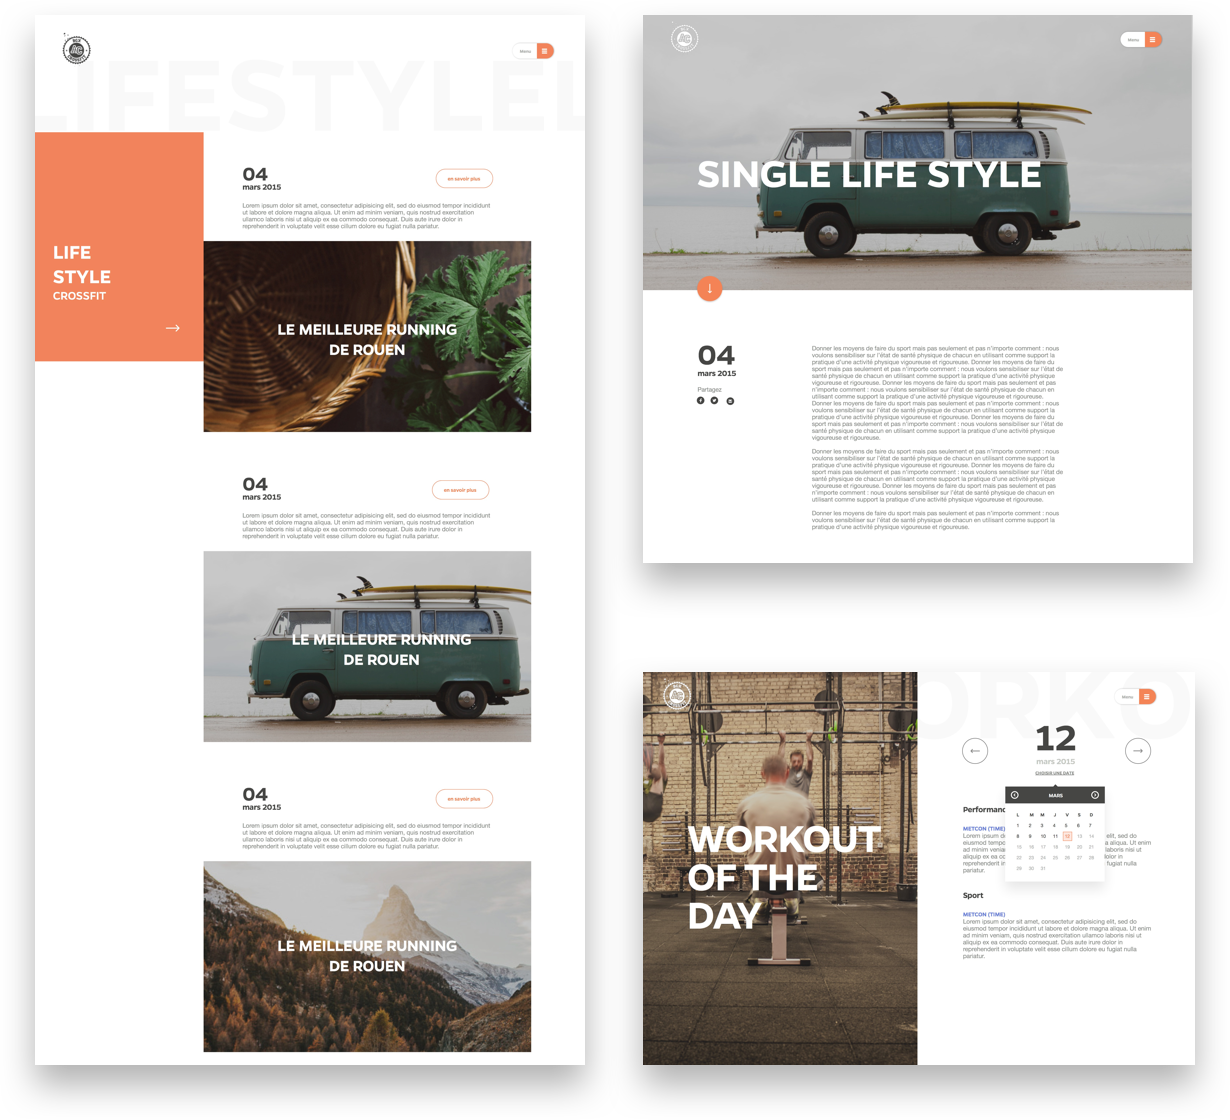 BOX
AC
CROSSFIT
Menu
LIFESTYLEL
LIFE
STYLE
CROSSFIT
04
mars 2015
en savoir plus
Lorem ipsum dolor sit amet, consectetur adipisicing elit, sed do eiusmod tempor incididunt
ut labore et dolore magna aliqua. Ut enim ad minim veniam, quis nostrud exercitation
ullamco laboris nisi ut aliquip ex ea commodo consequat. Duis aute irure dolor in
reprehenderit in voluptate velit esse cillum dolore eu fugiat nulla pariatur.
LE MEILLEURE RUNNING
DE ROUEN
04
mars 2015
en savoir plus
Lorem ipsum dolor sit amet, consectetur adipisicing elit, sed do eiusmod tempor incididunt
ut labore et dolore magna aliqua. Ut enim ad minim veniam, quis nostrud exercitation
ullamco laboris nisi ut aliquip ex ea commodo consequat. Duis aute irure dolor in
reprehenderit in voluptate velit esse cillum dolore eu fugiat nulla pariatur.
LE MEILLEURE RUNNING
DE ROUEN
04
mars 2015
en savoir plus
Lorem ipsum dolor sit amet, consectetur adipisicing elit, sed do eiusmod tempor incididunt
ut labore et dolore magna aliqua. Ut enim ad minim veniam, quis nostrud exercitation
ullamco laboris nisi ut aliquip ex ea commodo consequat. Duis aute irure dolor in
reprehenderit in voluptate velit esse cillum dolore eu fugiat nulla pariatur.
LE MEILLEURE RUNNING
DE ROUEN
Menu
SINGLE LIFE STYLE
04
mars 2015
Partagez
Donner les moyens de faire du sport mais pas seulement et pas n'importe comment : nous
voulons sensibiliser sur l'état de santé physique de chacun en utilisant comme support la
pratique d'une activité physique vigoureuse et rigoureuse. Donner les moyens de faire du
sport mais pas seulement et pas n'importe comment : nous voulons sensibiliser sur l'état de
santé physique de chacun en utilisant comme support la pratique d'une activité physique
vigoureuse et rigoureuse. Donner les moyens de faire du sport mais pas seulement et pas
n'importe comment : nous voulons sensibiliser sur l'état de santé physique de chacun en
utilisant comme support la pratique d'une activité physique vigoureuse et rigoureuse.
Donner les moyens de faire du sport mais pas seulement et pas n'importe comment : nous
voulons sensibiliser sur l'état de santé physique de chacun en utilisant comme support la
pratique d'une activité physique vigoureuse et rigoureuse. Donner les moyens de faire du
sport mais pas seulement et pas n'importe comment : nous voulons sensibiliser sur l'état de
santé physique de chacun en utilisant comme support la pratique d'une activité physique
vigoureuse et rigoureuse.
Donner les moyens de faire du sport mais pas seulement et pas n'importe comment : nous
voulons sensibiliser sur l'état de santé physique de chacun en utilisant comme support la
pratique d'une activité physique vigoureuse et rigoureuse. Donner les moyens de faire du
sport mais pas seulement et pas n'importe comment : nous voulons sensibiliser sur l'état de
santé physique de chacun en utilisant comme support la pratique d'une activité physique
vigoureuse et rigoureuse. Donner les moyens de faire du sport mais pas seulement et pas
n'importe comment : nous voulons sensibiliser sur l'état de santé physique de chacun en
utilisant comme support la pratique d'une activité physique vigoureuse et rigoureuse.
Donner les moyens de faire du sport mais pas seulement et pas n'importe comment : nous
voulons sensibiliser sur l'état de santé physique de chacun en utilisant comme support la
pratique d'une activité physique vigoureuse et rigoureuse.
WORKOUT
OF THE
DAY
ORKO
Menu
12
mars 2015
CHOISIR UNE DATE
MARS
L M M J V S D
1 2 3 4 5 6 7
8 9 10 11 12 13 14
15 16 17 18 19 20 21
22 23 24 25 26 27 28
29 30 31
Performanc
METCON (TIME)
Lorem ipsum do elit, sed do
eiusmod tempo a aliqua. Ut enim
ad minim veniar laboris nisi ut
aliquip ex ea co dolor in
reprehenderit in fugiat nulla
pariatur.
Sport
METCON (TIME)
Lorem ipsum dolor sit amet, consectetur adipisicing elit, sed do
eiusmod tempor incididunt ut labore et dolore magna aliqua. Ut enim
ad minim veniam, quis nostrud exercitation ullamco laboris nisi ut
aliquip ex ea commodo consequat. Duis aute irure dolor in
reprehenderit in voluptate velit esse cillum dolore eu fugiat nulla
pariatur.